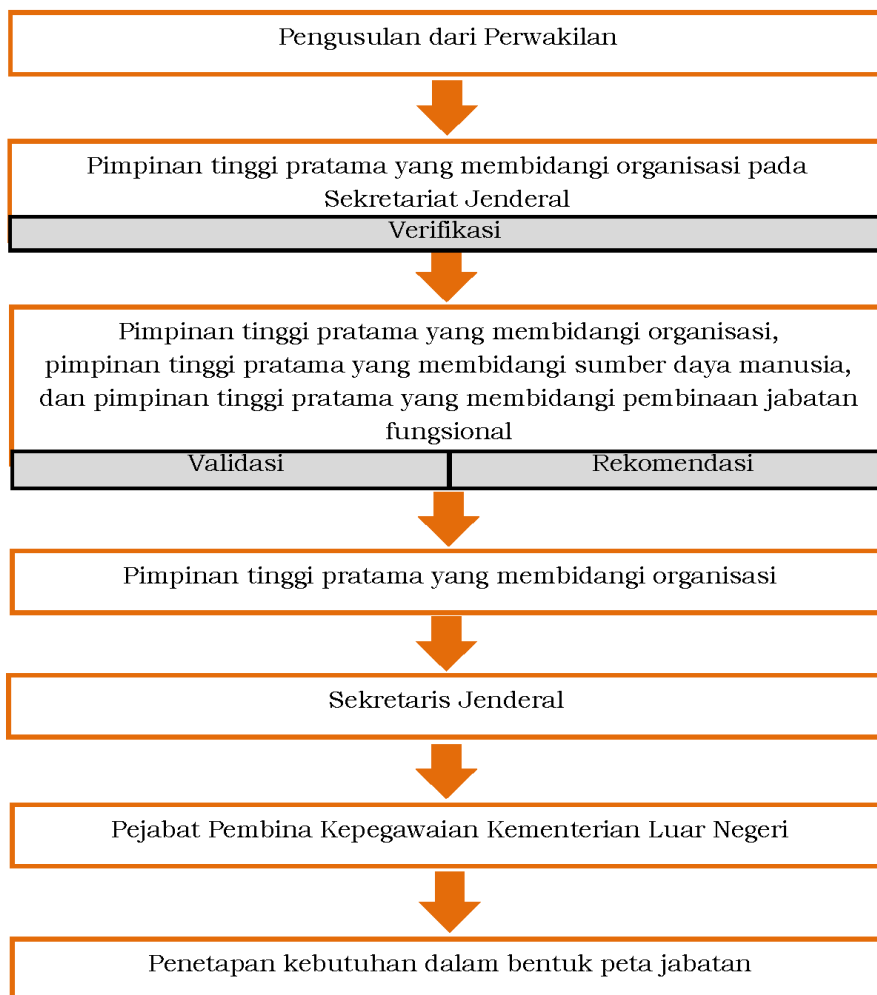 Pengusulan dari Perwakilan
Pimpinan tinggi pratama yang membidangi organisasi pada
Sekretariat Jenderal
Verifikasi
Pimpinan tinggi pratama yang membidangi organisasi,
pimpinan tinggi pratama yang membidangi sumber daya manusia,
dan pimpinan tinggi pratama yang membidangi pembinaan jabatan
fungsional
Validasi
Rekomendasi
Pimpinan tinggi pratama yang membidangi organisasi
Sekretaris Jenderal
Pejabat Pembina Kepegawaian Kementerian Luar Negeri
Penetapan kebutuhan dalam bentuk peta jabatan